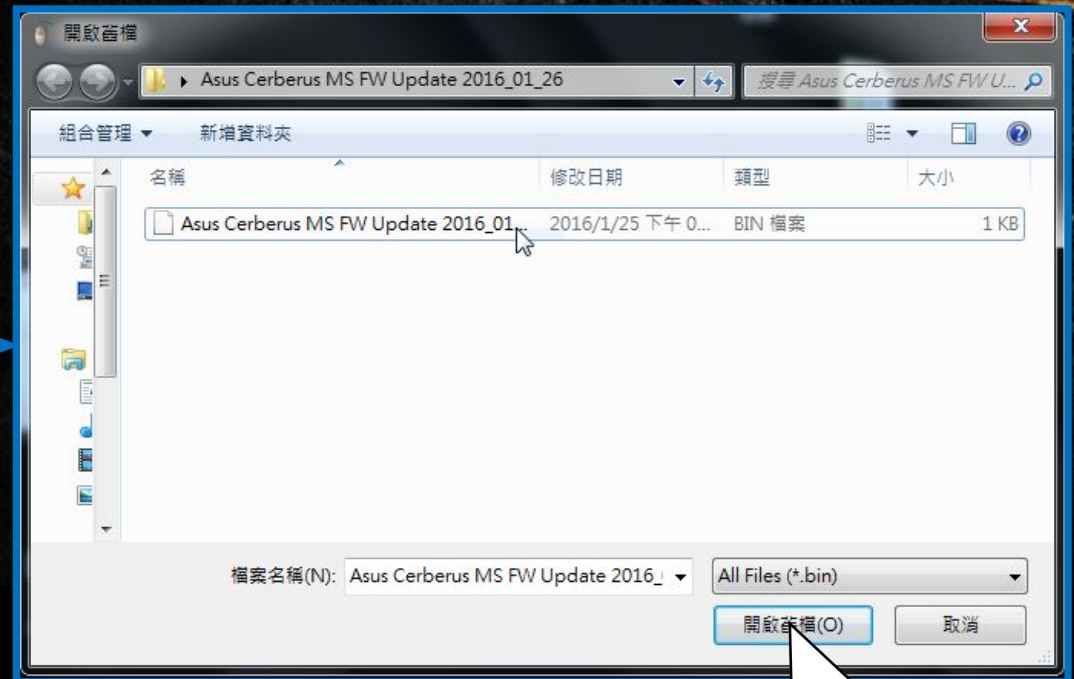 開啟舊檔
Asus Cerberus MS FW Update 2016_01_26
搜尋 Asus Cerberus MS FW U...
組合管理 新增資料夾
名稱 修改日期 類型 大小
Asus Cerberus MS FW Update 2016_01... 2016/1/25 下午 0... BIN 檔案 1 KB
檔案名稱(N): Asus Cerberus MS FW Update 2016_ All Files (*.bin)
開啟舊檔(O) 取消